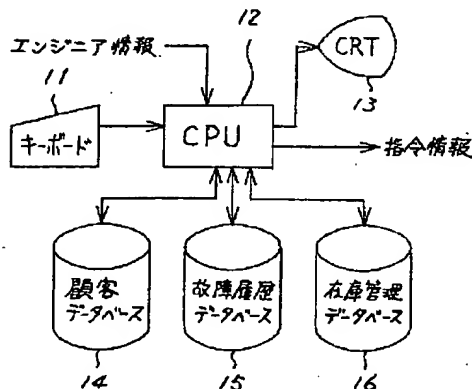 12
エンジニア情報
CRT
11
13
キーボード
CPU
指令情報
顧客
データベース
故障履歴
データベース
在庫管理
データベース
14
15
16